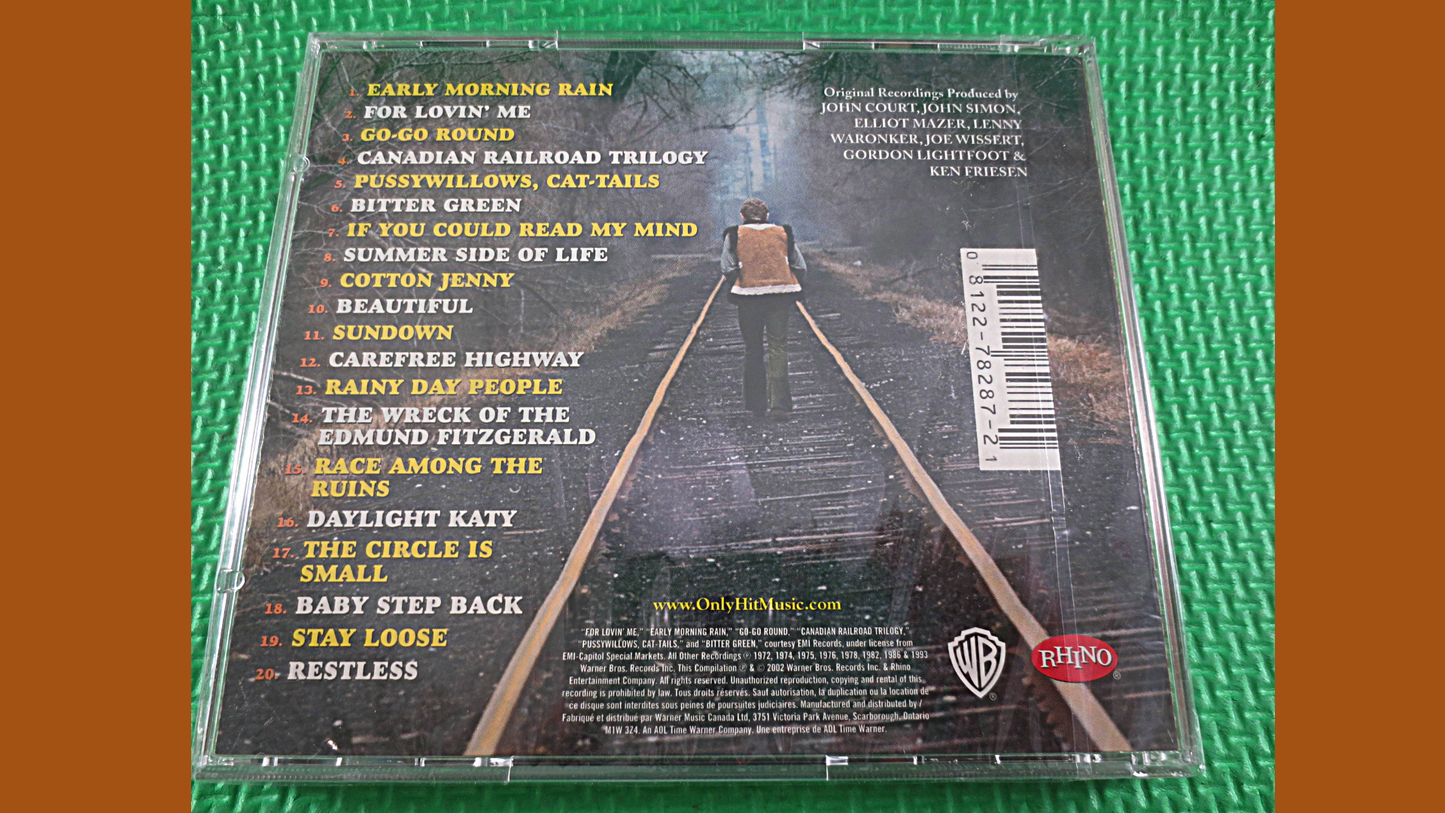 1. EARLY MORNING RAIN
2. FOR LOVIN' ME
3. GO-GO ROUND
4. CANADIAN RAILROAD TRILOGY
5. PUSSYWILLOWS, CAT-TAILS
6. BITTER GREEN
7. IF YOU COULD READ MY MIND
8. SUMMER SIDE OF LIFE
9. COTTON JENNY
10. BEAUTIFUL
11. SUNDOWN
12. CAREFREE HIGHWAY
13. RAINY DAY PEOPLE
14. THE WRECK OF THE
EDMUND FITZGERALD
15. RACE AMONG THE
RUINS
16. DAYLIGHT KATY
17. THE CIRCLE IS
SMALL
18. BABY STEP BACK
19. STAY LOOSE
20. RESTLESS
Original Recordings Produced by
JOHN COURT, JOHN SIMON,
ELLIOT MAZER, LENNY
WARONKER, JOE WISSERT,
GORDON LIGHTFOOT &
KEN FRIESEN
0 8122-78287-2 1
www.OnlyHitMusic.com
"FOR LOVIN' ME," "EARLY MORNING RAIN," "GO-GO ROUND," "CANADIAN RAILROAD TRILOGY,"
"PUSSYWILLOWS, CAT-TAILS," and "BITTER GREEN," courtesy EMI Records, under license from
EMI-Capitol Special Markets. All Other Recordings ℗ 1972, 1974, 1975, 1976, 1978, 1982, 1986 & 1993
Warner Bros. Records Inc. This Compilation ℗ & © 2002 Warner Bros. Records Inc. & Rhino
Entertainment Company. All rights reserved. Unauthorized reproduction, copying and rental of this
recording is prohibited by law. Tous droits réservés. Sauf autorisation, la duplication ou la location de
ce disque sont interdites sous peines de poursuites judiciaires. Manufactured and distributed by /
Fabriqué et distribué par Warner Music Canada Ltd, 3751 Victoria Park Avenue, Scarborough, Ontario
M1W 3Z4. An AOL Time Warner Company. Une entreprise de AOL Time Warner.
WB ®
RHINO ®